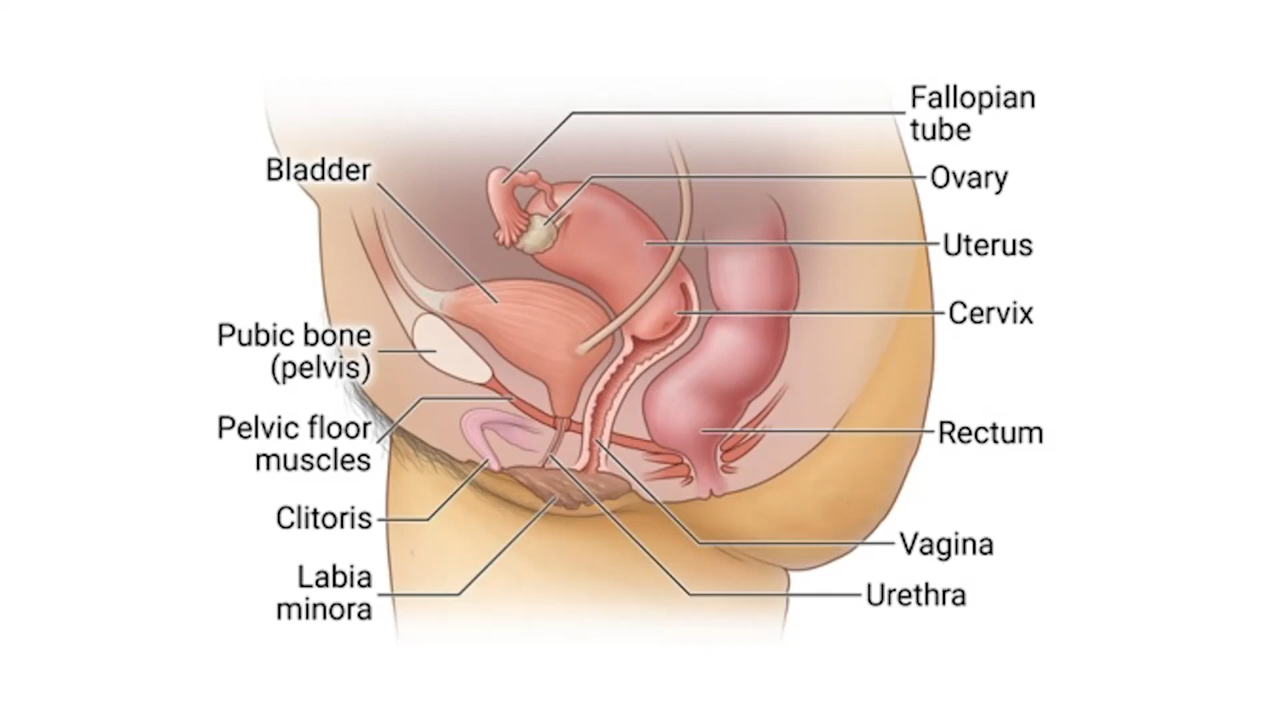 Fallopian
tube
Bladder
Ovary
Uterus
Cervix
Pubic bone
(pelvis)
Pelvic floor
muscles
Rectum
Clitoris
Vagina
Labia
minora
Urethra